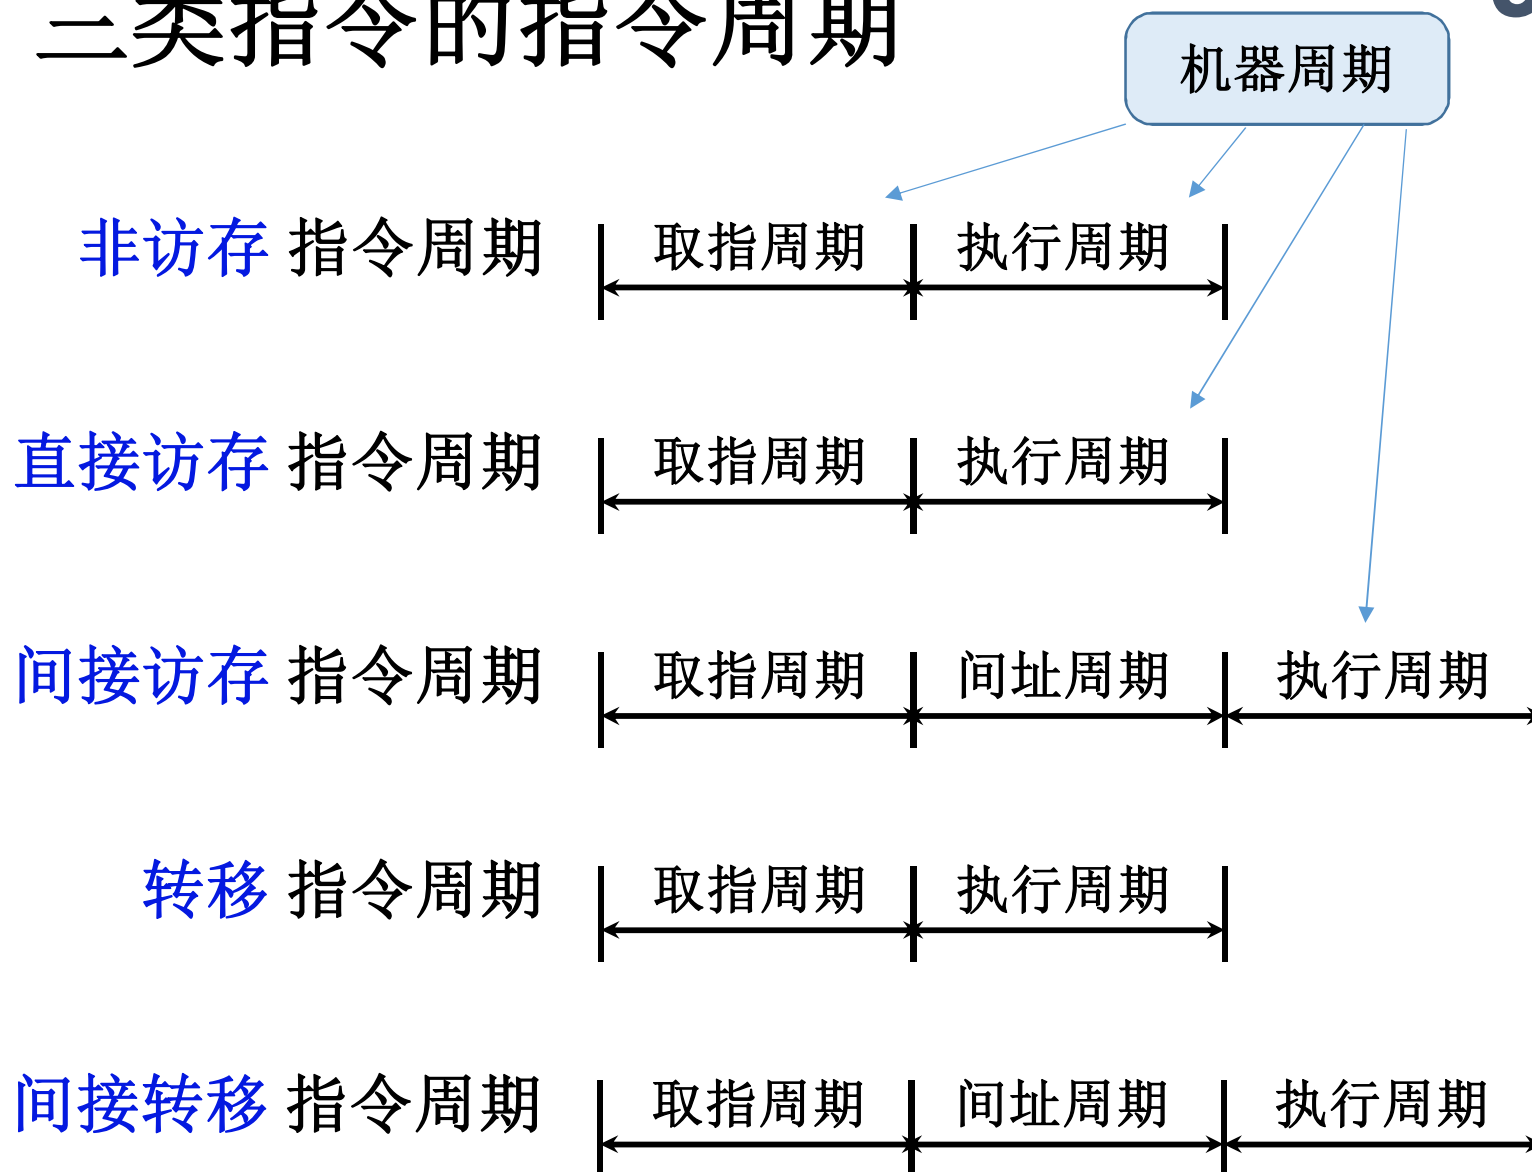 三类指令的指令周期
机器周期
非访存 指令周期 取指周期 执行周期
直接访存 指令周期 取指周期 执行周期
间接访存 指令周期 取指周期 间址周期 执行周期
转移 指令周期 取指周期 执行周期
间接转移 指令周期 取指周期 间址周期 执行周期